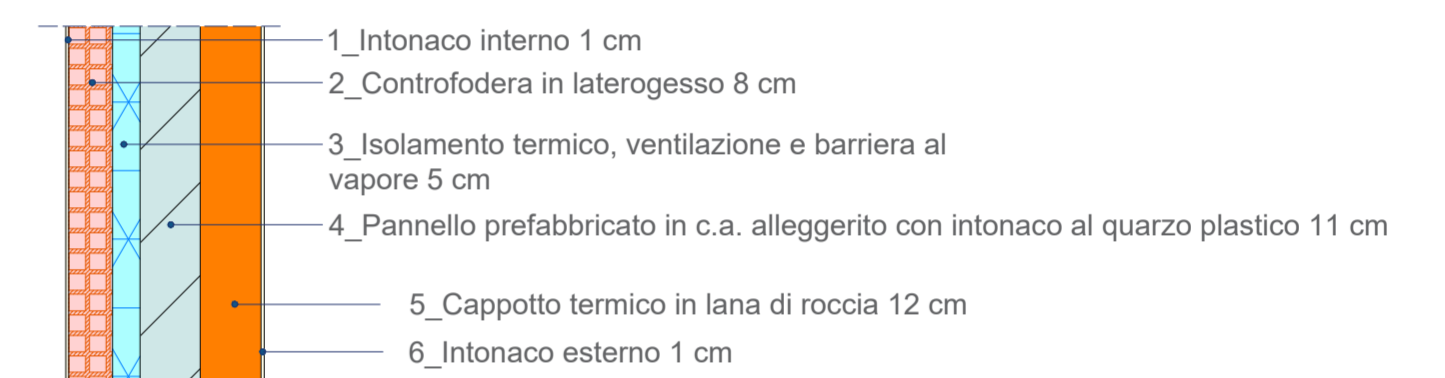 1_Intonaco interno 1 cm
2_Controfodera in laterogesso 8 cm
3_Isolamento termico, ventilazione e barriera al
vapore 5 cm
4_Pannello prefabbricato in c.a. alleggerito con intonaco al quarzo plastico 11 cm
5_Cappotto termico in lana di roccia 12 cm
6_Intonaco esterno 1 cm